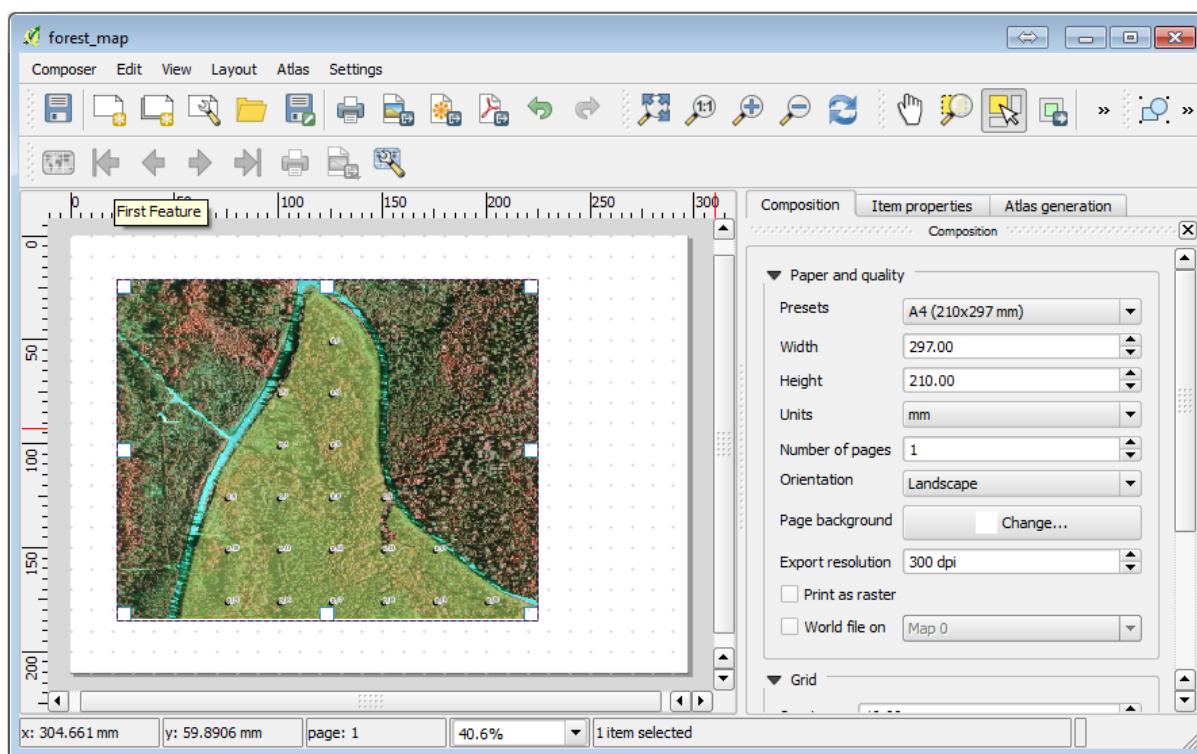 forest_map
Composer Edit View Layout Atlas Settings
1:1
» »
First Feature
0 50 100 150 200 250 300
0
50
100
150
200
Composition Item properties Atlas generation
Composition
Paper and quality
Presets A4 (210x297 mm)
Width 297.00
Height 210.00
Units mm
Number of pages 1
Orientation Landscape
Page background Change...
Export resolution 300 dpi
Print as raster
World file on Map 0
Grid
x: 304.661 mm y: 59.8906 mm page: 1 40.6% 1 item selected